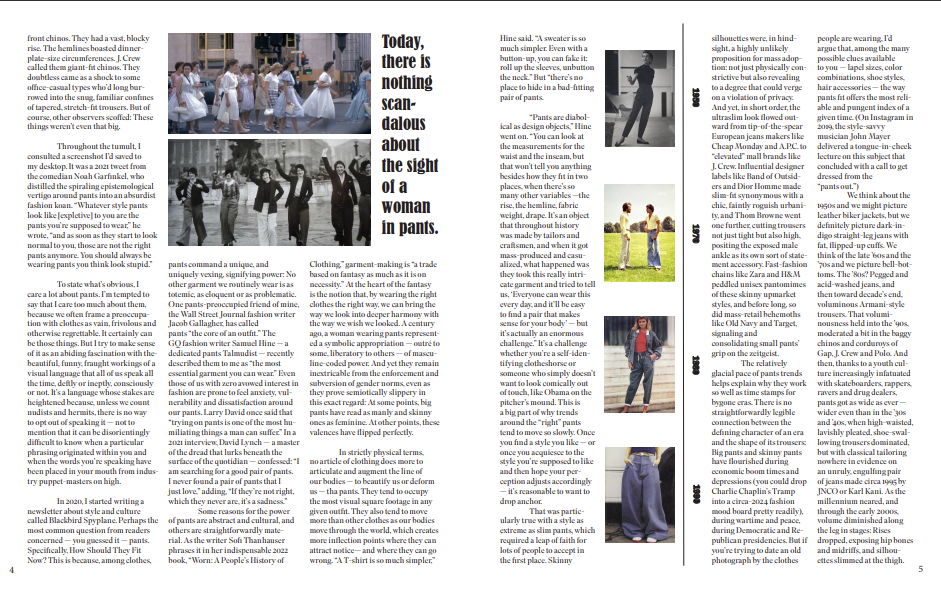 front chinos. They had a vast, blocky
rise. The hemlines boasted dinner-
plate-size circumferences. J. Crew
called them giant-fit chinos. They
doubtless came as a shock to some
office-casual types who'd long bur-
rowed into the snug, familiar confines
of tapered, stretch-fit trousers. But of
course, other observers scoffed: These
things weren't even that big.
Throughout the tumult, I
consulted a screenshot I'd saved to
my desktop. It was a 2021 tweet from
the comedian Noah Garfinkel, who
distilled the spiraling epistemological
vertigo around pants into an absurdist
fashion koan. "Whatever style pants
look like [expletive] to you are the
pants you're supposed to wear," he
wrote, "and as soon as they start to look
normal to you, those are not the right
pants anymore. You should always be
wearing pants you think look stupid."
To state what's obvious, I
care a lot about pants. I'm tempted to
say that I care too much about them,
because we often frame a preoccupa-
tion with clothes as vain, frivolous and
otherwise regrettable. It certainly can
be those things. But I try to make sense
of it as an abiding fascination with the
beautiful, funny, fraught workings of a
visual language that all of us speak all
the time, deftly or ineptly, consciously
or not. It's a language whose stakes are
heightened because, unless we count
nudists and hermits, there is no way
to opt out of speaking it — not to
mention that it can be disorientingly
difficult to know when a particular
phrasing originated within you and
when the words you're speaking have
been placed in your mouth from indus-
try puppet-masters on high.
In 2020, I started writing a
newsletter about style and culture
called Blackbird Spyplane. Perhaps the
most common question from readers
concerned — you guessed it — pants.
Specifically, How Should They Fit
Now? This is because, among clothes,
4
Today,
there is
nothing
scan-
dalous
about
the sight
of a
woman
in pants.
pants command a unique, and
uniquely vexing, signifying power: No
other garment we routinely wear is as
totemic, as eloquent or as problematic.
One pants-preoccupied friend of mine,
the Wall Street Journal fashion writer
Jacob Gallagher, has called
pants "the core of an outfit." The
GQ fashion writer Samuel Hine — a
dedicated pants Talmudist — recently
described them to me as "the most
essential garment you can wear." Even
those of us with zero avowed interest in
fashion are prone to feel anxiety, vul-
nerability and dissatisfaction around
our pants. Larry David once said that
"trying on pants is one of the most hu-
miliating things a man can suffer." In a
2021 interview, David Lynch — a master
of the dread that lurks beneath the
surface of the quotidian — confessed: "I
am searching for a good pair of pants.
I never found a pair of pants that I
just love," adding, "If they're not right,
which they never are, it's a sadness."
Some reasons for the power
of pants are abstract and cultural, and
others are straightforwardly mate-
rial. As the writer Sofi Thanhauser
phrases it in her indispensable 2022
book, "Worn: A People's History of
Clothing," garment-making is "a trade
based on fantasy as much as it is on
necessity." At the heart of the fantasy
is the notion that, by wearing the right
clothes the right way, we can bring the
way we look into deeper harmony with
the way we wish we looked. A century
ago, a woman wearing pants represent-
ed a symbolic appropriation — outré to
some, liberatory to others — of mascu-
line-coded power. And yet they remain
inextricable from the enforcement and
subversion of gender norms, even as
they prove semiotically slippery in
this exact regard: At some points, big
pants have read as manly and skinny
ones as feminine. At other points, these
valences have flipped perfectly.
In strictly physical terms,
no article of clothing does more to
articulate and augment the line of
our bodies — to beautify us or deform
us — tha pants. They tend to occupy
the most visual square footage in any
given outfit. They also tend to move
more than other clothes as our bodies
move through the world, which creates
more inflection points where they can
attract notice— and where they can go
wrong. "A T-shirt is so much simpler,"
Hine said. "A sweater is so
much simpler. Even with a
button-up, you can fake it;
roll up the sleeves, unbutton
the neck." But "there's no
place to hide in a bad-fitting
pair of pants.
"Pants are diabol-
ical as design objects," Hine
went on. "You can look at
the measurements for the
waist and the inseam, but
that won't tell you anything
besides how they fit in two
places, when there's so
many other variables —the
rise, the hemline, fabric
weight, drape. It's an object
that throughout history
was made by tailors and
craftsmen, and when it got
mass-produced and casu-
alized, what happened was
they took this really intri-
cate garment and tried to tell
us, 'Everyone can wear this
every day, and it'll be easy
to find a pair that makes
sense for your body' — but
it's actually an enormous
challenge." It's a challenge
whether you're a self-iden-
tifying clotheshorse or
someone who simply doesn't
want to look comically out
of touch, like Obama on the
pitcher's mound. This is
a big part of why trends
around the "right" pants
tend to move so slowly. Once
you find a style you like — or
once you acquiesce to the
style you're supposed to like
and then hope your per-
ception adjusts accordingly
— it's reasonable to want to
drop anchor.
That was partic-
ularly true with a style as
extreme as slim pants, which
required a leap of faith for
lots of people to accept in
the first place. Skinny
1950
1970
1980
1990
silhouettes were, in hind-
sight, a highly unlikely
proposition for mass adop-
tion: not just physically con-
strictive but also revealing
to a degree that could verge
on a violation of privacy.
And yet, in short order, the
ultraslim look flowed out-
ward from tip-of-the-spear
European jeans makers like
Cheap Monday and A.P.C. to
"elevated" mall brands like
J. Crew. Influential designer
labels like Band of Outsid-
ers and Dior Homme made
slim-fit synonymous with a
chic, faintly roguish urbani-
ty, and Thom Browne went
one further, cutting trousers
not just tight but also high,
positing the exposed male
ankle as its own sort of state-
ment accessory. Fast-fashion
chains like Zara and H&M
peddled unisex pantomimes
of these skinny upmarket
styles, and before long, so
did mass-retail behemoths
like Old Navy and Target,
signaling and
consolidating small pants'
grip on the zeitgeist.
The relatively
glacial pace of pants trends
helps explain why they work
so well as time stamps for
bygone eras. There is no
straightforwardly legible
connection between the
defining character of an era
and the shape of its trousers:
Big pants and skinny pants
have flourished during
economic boom times and
depressions (you could drop
Charlie Chaplin's Tramp
into a circa-2024 fashion
mood board pretty readily),
during wartime and peace,
during Democratic and Re-
publican presidencies. But if
you're trying to date an old
photograph by the clothes
people are wearing, I'd
argue that, among the many
possible clues available
to you — lapel sizes, color
combinations, shoe styles,
hair accessories — the way
pants fit offers the most reli-
able and pungent index of a
given time. (On Instagram in
2019, the style-savvy
musician John Mayer
delivered a tongue-in-check
lecture on this subject that
concluded with a call to get
dressed from the
"pants out.")
We think about the
1950s and we might picture
leather biker jackets, but we
definitely picture dark-in-
digo straight-leg jeans with
fat, flipped-up cuffs. We
think of the late '60s and the
'70s and we picture bell-bot-
toms. The '80s? Pegged and
acid-washed jeans, and
then toward decade's end,
voluminous Armani-style
trousers. That volumi-
niousness held into the '90s,
moderated a bit in the baggy
chinos and corduroys of
Gap, J. Crew and Polo. And
then, thanks to a youth cul-
ture increasingly infatuated
with skateboarders, rappers,
ravers and drug dealers,
pants got as wide as ever —
wider even than in the '30s
and '40s, when high-waisted,
lavishly pleated, shoe-swal-
lowing trousers dominated,
but with classical tailoring
nowhere in evidence on
an unruly, engulfing pair
of jeans made circa 1995 by
JNCO or Karl Kani. As the
millennium neared, and
through the early 2000s,
volume diminished along
the leg in stages: Rises
dropped, exposing hip bones
and midriffs, and silhou-
ettes slimmed at the thigh.
5